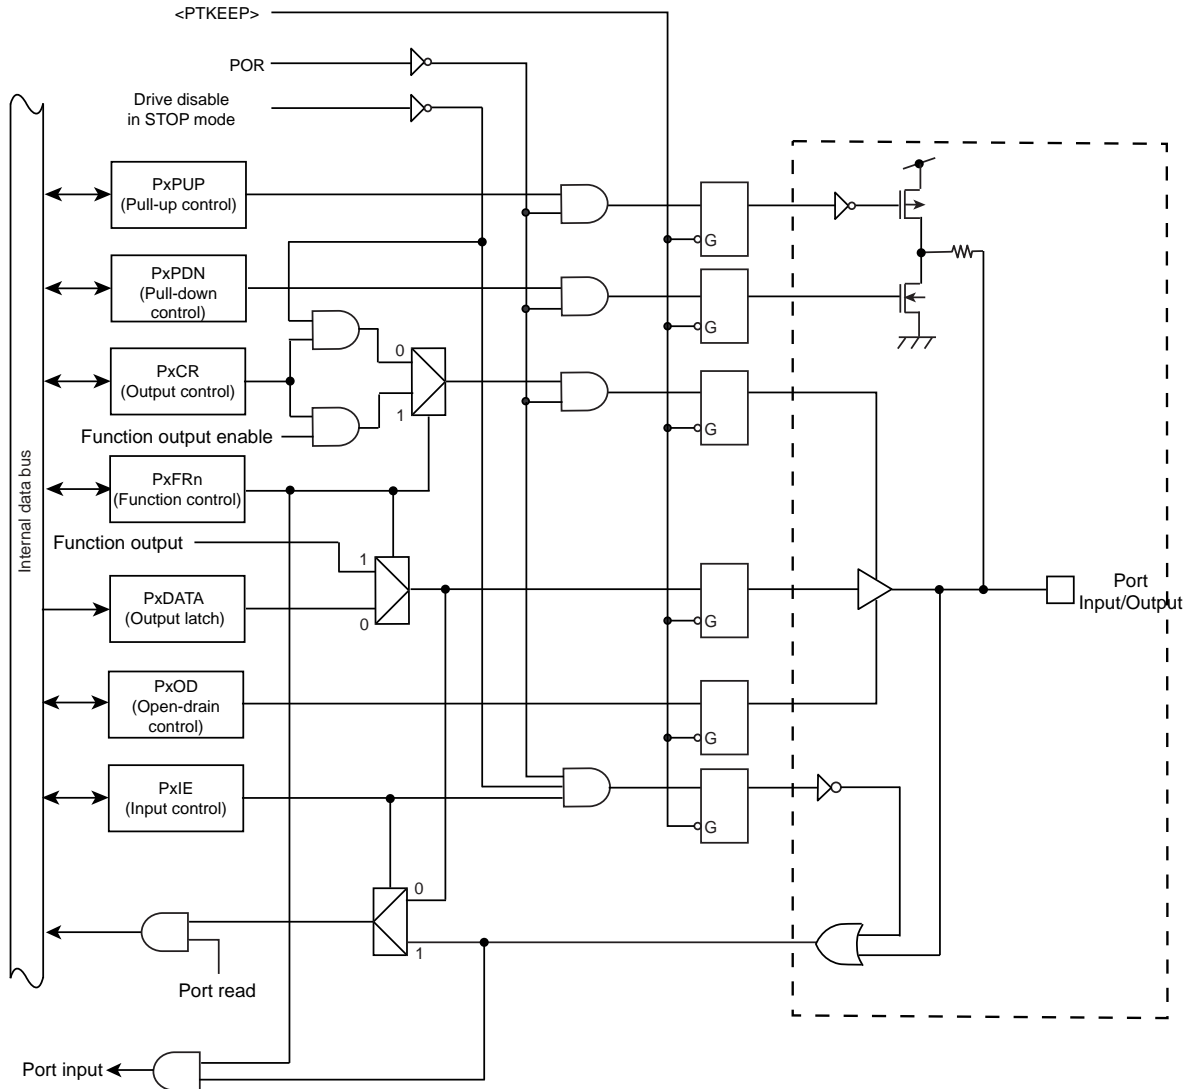 <PTKEEP>
POR
Drive disable
in STOP mode
PxPUP
(Pull-up control)
G
PxPDN
(Pull-down
control)
G
0
PxCR
(Output control)
1
G
Function output enable
Internal data bus
PxFRn
(Function control)
Function output
1
PxDATA
(Output latch)
0
G
Port
Input/Output
PxOD
(Open-drain
control)
G
PxIE
(Input control)
G
0
1
Port read
Port input